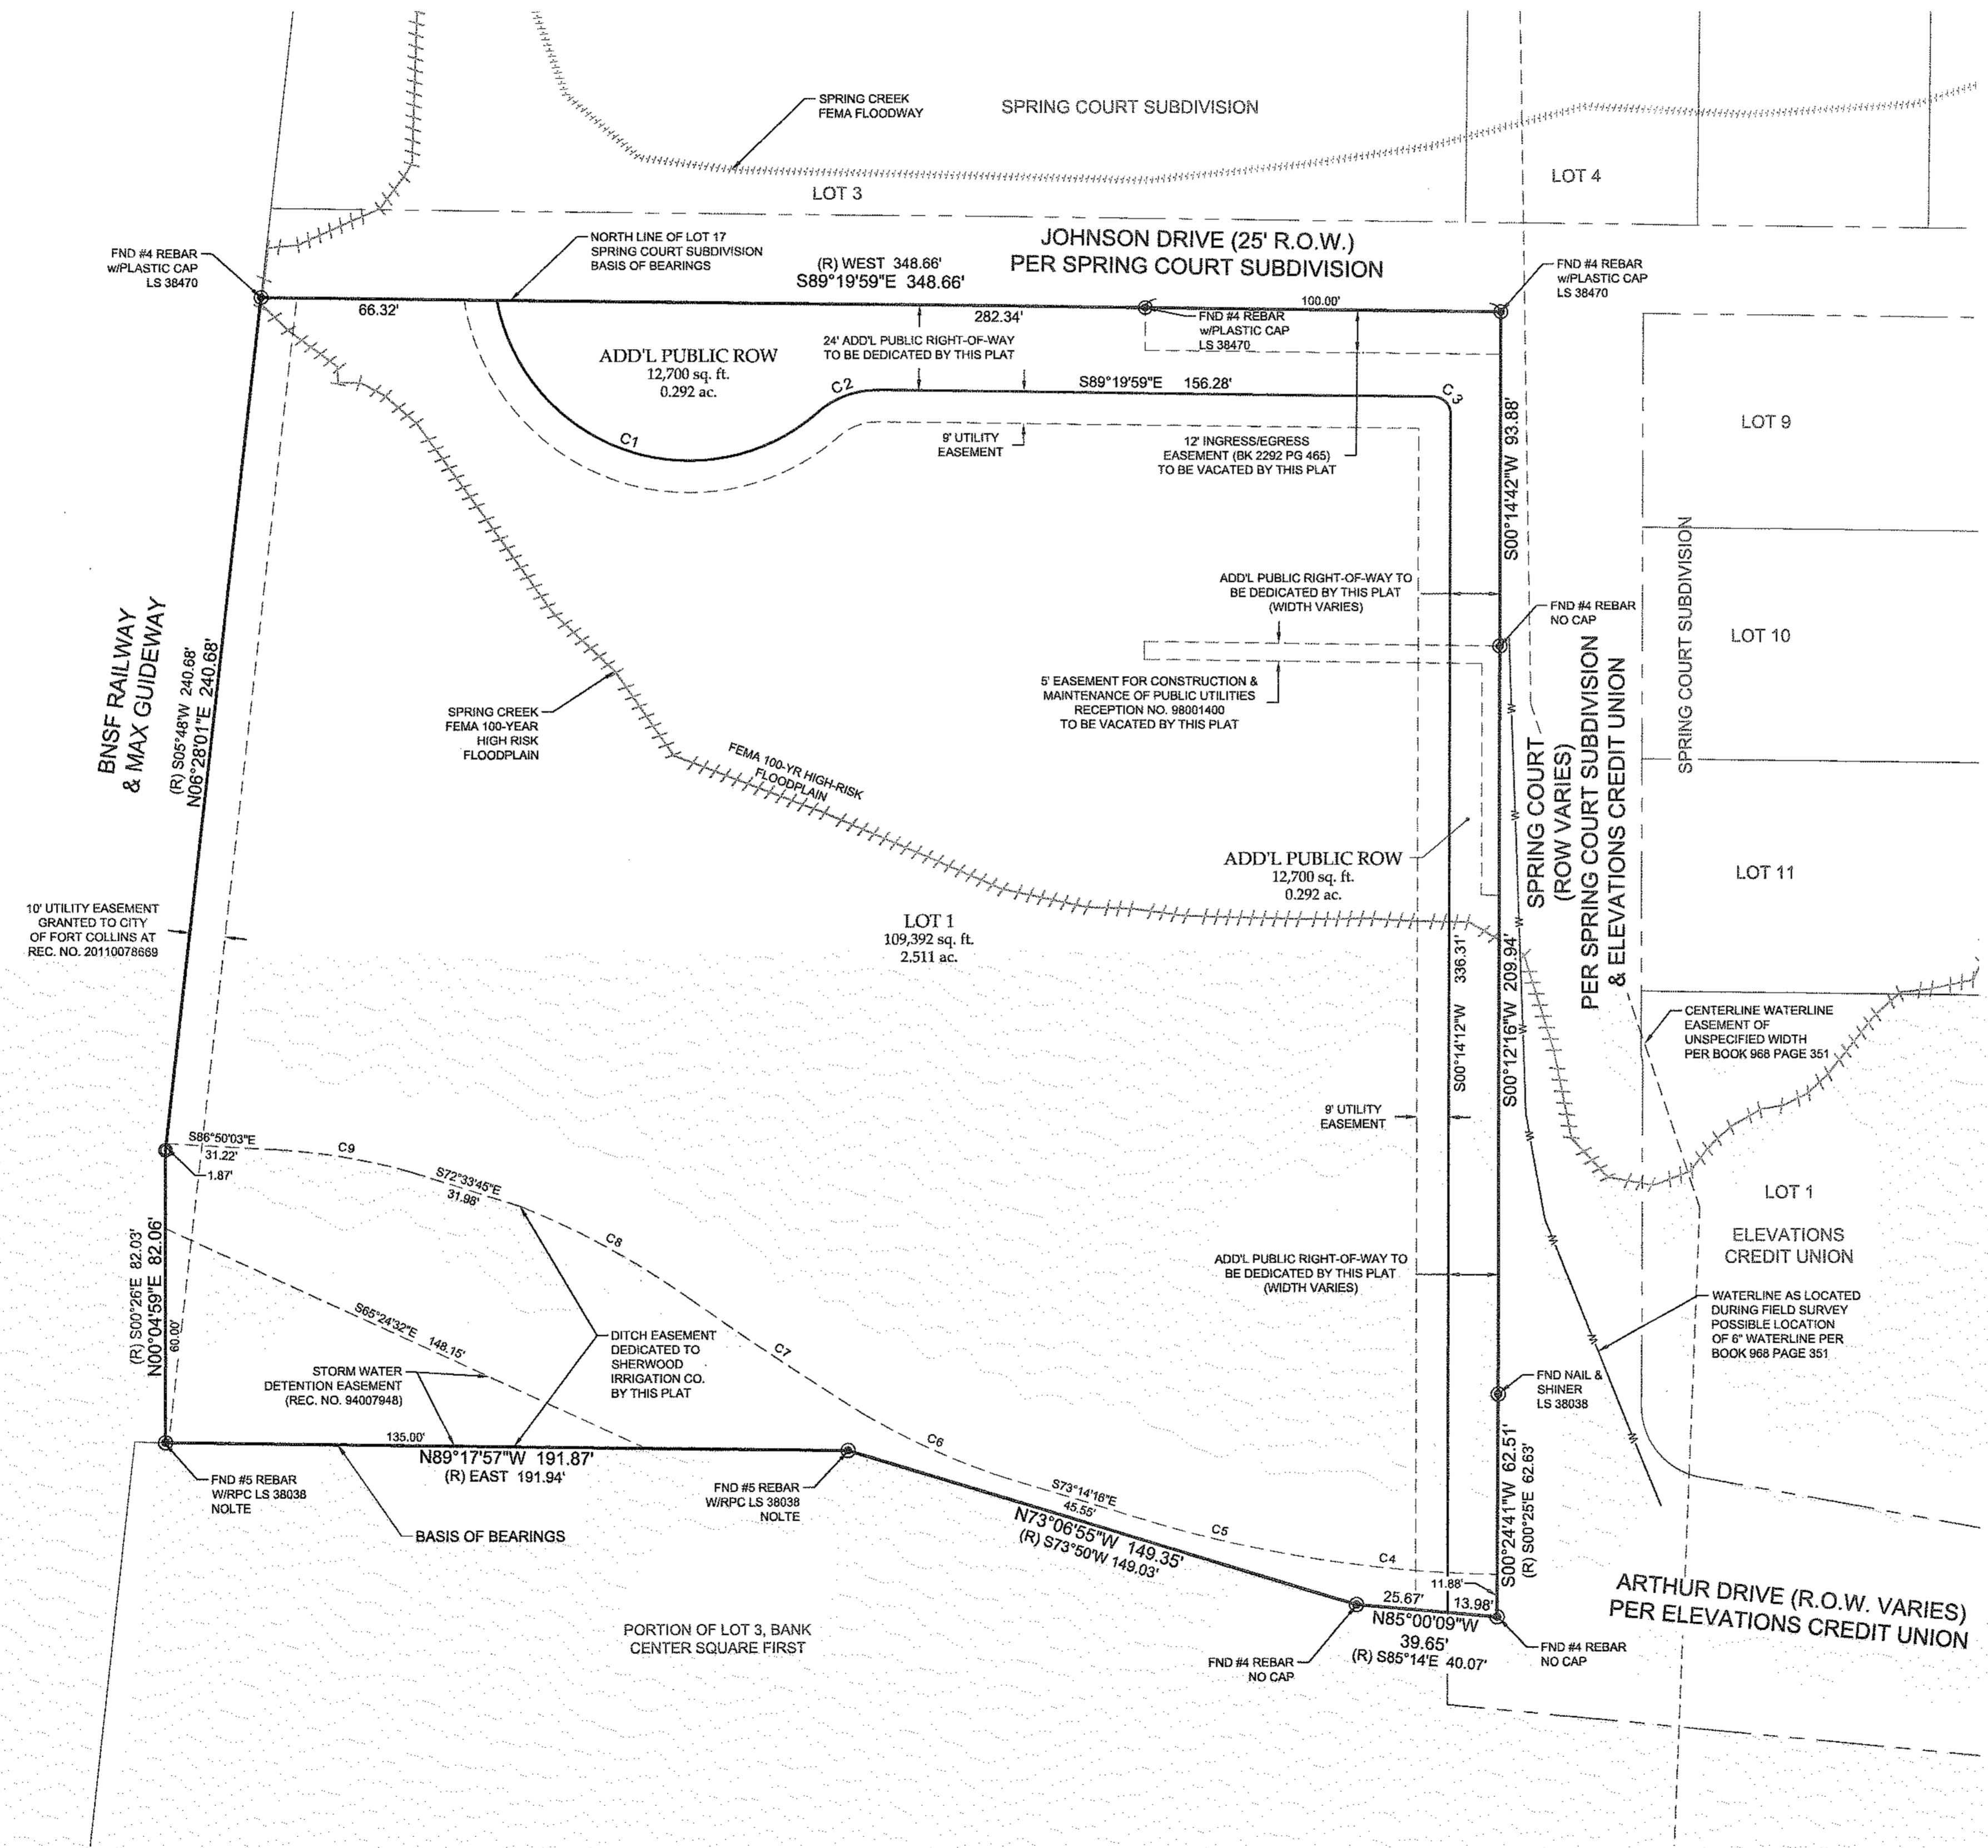 SPRING CREEK
FEMA FLOODWAY
SPRING COURT SUBDIVISION
LOT 3
LOT 4
FND #4 REBAR
w/PLASTIC CAP
LS 38470
NORTH LINE OF LOT 17
SPRING COURT SUBDIVISION
BASIS OF BEARINGS
(R) WEST 348.66'
S89°19'59"E 348.66'
JOHNSON DRIVE (25' R.O.W.)
PER SPRING COURT SUBDIVISION
FND #4 REBAR
w/PLASTIC CAP
LS 38470
66.32'
282.34'
100.00'
FND #4 REBAR
w/PLASTIC CAP
LS 38470
ADD'L PUBLIC ROW
12,700 sq. ft.
0.292 ac.
24' ADD'L PUBLIC RIGHT-OF-WAY
TO BE DEDICATED BY THIS PLAT
C1
C2
S89°19'59"E 156.28'
C3
9' UTILITY
EASEMENT
12' INGRESS/EGRESS
EASEMENT (BK 2292 PG 465)
TO BE VACATED BY THIS PLAT
S00°14'42"W 93.88'
LOT 9
SPRING COURT SUBDIVISION
LOT 10
LOT 11
ADD'L PUBLIC RIGHT-OF-WAY TO
BE DEDICATED BY THIS PLAT
(WIDTH VARIES)
FND #4 REBAR
NO CAP
5' EASEMENT FOR CONSTRUCTION &
MAINTENANCE OF PUBLIC UTILITIES
RECEPTION NO. 98001400
TO BE VACATED BY THIS PLAT
BNSF RAILWAY
& MAX GUIDEWAY
(R) S05°48'W 240.68'
N06°28'01"E 240.68'
SPRING CREEK
FEMA 100-YEAR
HIGH RISK
FLOODPLAIN
FEMA 100-YR HIGH-RISK
FLOODPLAIN
SPRING COURT
(ROW VARIES)
PER SPRING COURT SUBDIVISION
& ELEVATIONS CREDIT UNION
ADD'L PUBLIC ROW
12,700 sq. ft.
0.292 ac.
10' UTILITY EASEMENT
GRANTED TO CITY
OF FORT COLLINS AT
REC. NO. 20110078669
LOT 1
109,392 sq. ft.
2.511 ac.
S00°14'12"W 336.31'
S00°12'16"W 209.94'
W
W
W
W
W
W
W
W
CENTERLINE WATERLINE
EASEMENT OF
UNSPECIFIED WIDTH
PER BOOK 968 PAGE 351
9' UTILITY
EASEMENT
S86°50'03"E
31.22'
1.87'
C9
S72°33'45"E
31.98'
C8
C7
C6
LOT 1
ELEVATIONS
CREDIT UNION
ADD'L PUBLIC RIGHT-OF-WAY TO
BE DEDICATED BY THIS PLAT
(WIDTH VARIES)
WATERLINE AS LOCATED
DURING FIELD SURVEY
POSSIBLE LOCATION
OF 6" WATERLINE PER
BOOK 968 PAGE 351
(R) S00°26'E 82.03'
N00°04'59"E 82.06'
60.00'
S65°24'32"E 148.15'
STORM WATER
DETENTION EASEMENT
(REC. NO. 94007948)
DITCH EASEMENT
DEDICATED TO
SHERWOOD
IRRIGATION CO.
BY THIS PLAT
FND NAIL &
SHINER
LS 38038
135.00'
N89°17'57"W 191.87'
(R) EAST 191.94'
FND #5 REBAR
W/RPC LS 38038
NOLTE
FND #5 REBAR
W/RPC LS 38038
NOLTE
BASIS OF BEARINGS
S73°14'16"E
45.55'
N73°06'55"W 149.35'
(R) S73°50'W 149.03'
C5
C4
S00°24'41"W 62.51'
(R) S00°25'E 62.63'
11.88'
25.67'
13.98'
N85°00'09"W
39.65'
(R) S85°14'E 40.07'
FND #4 REBAR
NO CAP
FND #4 REBAR
NO CAP
PORTION OF LOT 3, BANK
CENTER SQUARE FIRST
ARTHUR DRIVE (R.O.W. VARIES)
PER ELEVATIONS CREDIT UNION